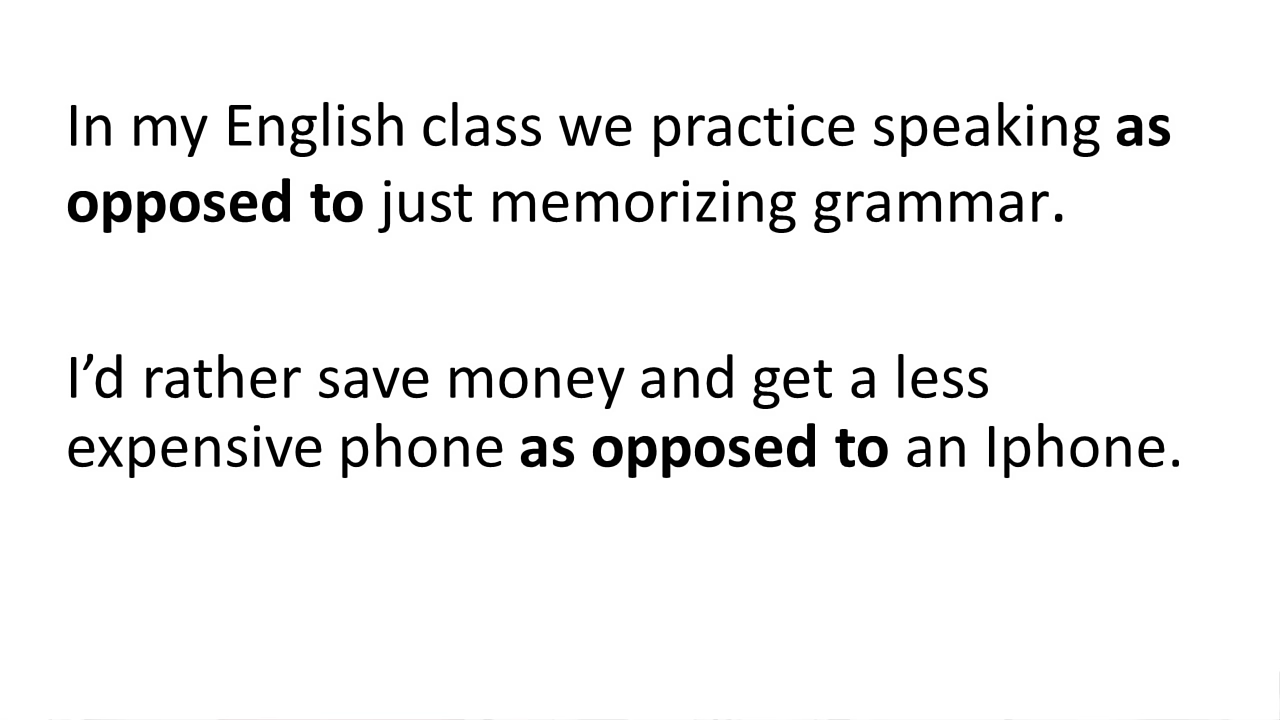 In my English class we practice speaking as
opposed to just memorizing grammar.
I’d rather save money and get a less
expensive phone as opposed to an Iphone.